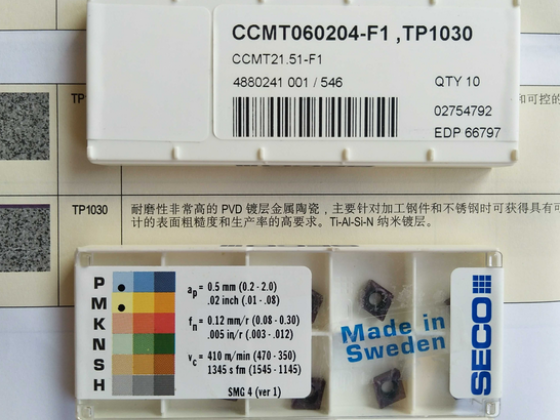 CCMT060204-F1 ,TP1030
CCMT21.51-F1
4880241 001 / 546
QTY 10
02754792
EDP 66797
TP
和可控的
TP1030
耐磨性非常高的 PVD 镀层金属陶瓷，主要针对加工钢件和不锈钢时可获得具有可
计的表面粗糙度和生产率的高要求。Ti-Al-Si-N 纳米镀层。
P
M
K
N
S
H
ap = 0.5 mm (0.2 - 2.0)
.02 inch (.01 - .08)
fn = 0.12 mm/r (0.08 - 0.30)
.005 in/r (.003 - .012)
vc = 410 m/min (470 - 350)
1345 s fm (1545 - 1145)
SMG 4 (ver 1)
Made in
Sweden
SECO